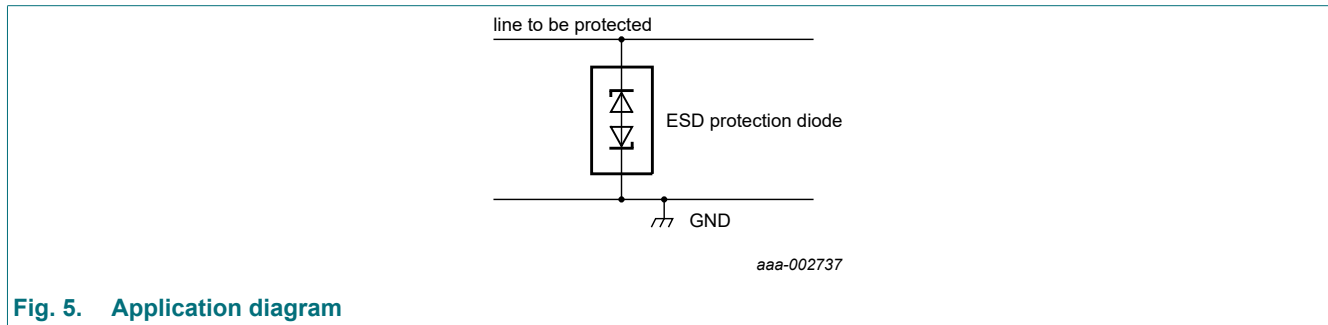 line to be protected
ESD protection diode
GND
aaa-002737
Fig. 5. Application diagram